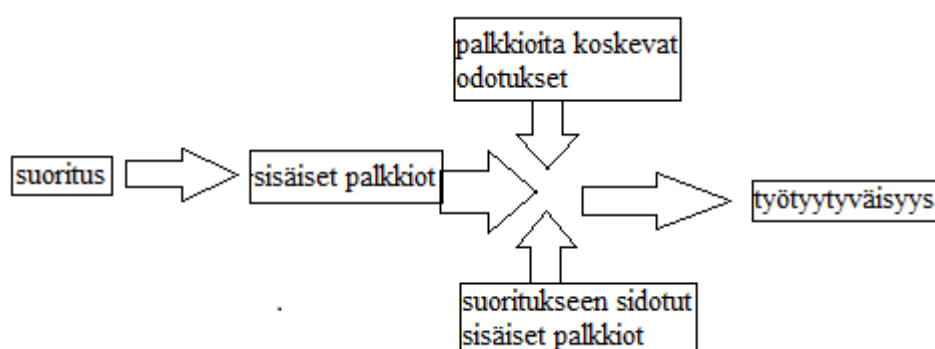 palkkioita koskevat
odotukset
suoritus
sisäiset palkkiot
työtyytyväisyys
suoritukseen sidotut
sisäiset palkkiot